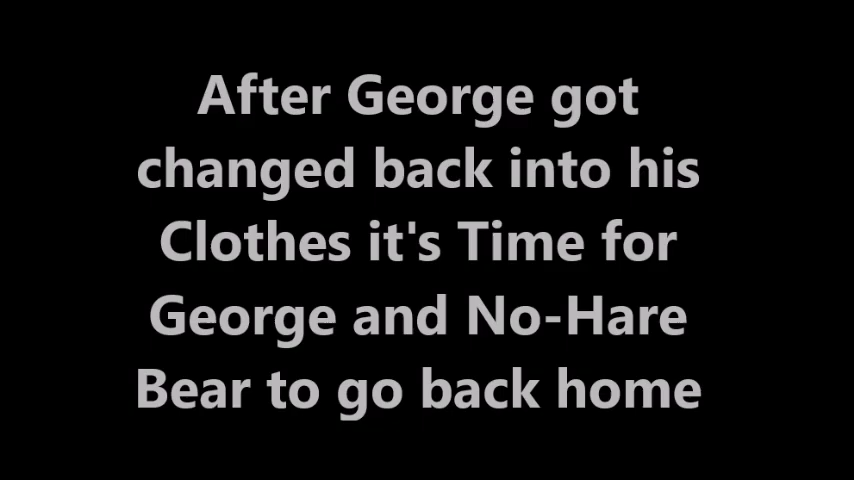 After George got
changed back into his
Clothes it's Time for
George and No-Hare
Bear to go back home